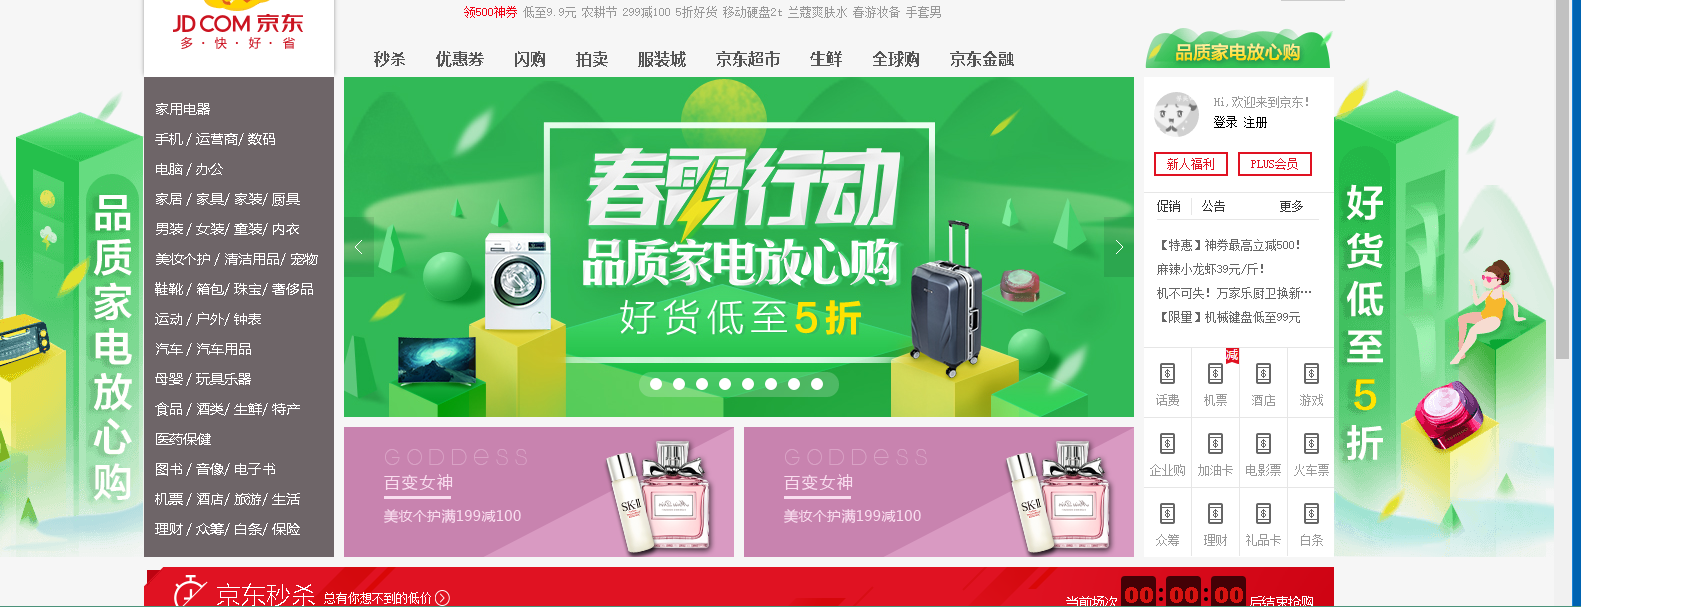 JD COM 京东
多·快·好·省
领500神券 低至9.9元 农耕节 299减100 5折好货 移动硬盘2t 兰蔻爽肤水 春游妆备 手套男
秒杀 优惠券 闪购 拍卖 服装城 京东超市 生鲜 全球购 京东金融
品质家电放心购
家用电器
手机 / 运营商/ 数码
电脑 / 办公
家居 / 家具/ 家装/ 厨具
男装 / 女装/ 童装/ 内衣
美妆个护 / 清洁用品/ 宠物
鞋靴 / 箱包/ 珠宝/ 奢侈品
运动 / 户外/ 钟表
汽车 / 汽车用品
母婴 / 玩具乐器
食品 / 酒类/ 生鲜/ 特产
医药保健
图书 / 音像/ 电子书
机票 / 酒店/ 旅游/ 生活
理财 / 众筹/ 白条/ 保险
品质家电放心购
春雷行动
品质家电放心购
好货低至5折
GODDESS
百变女神
美妆个护满199减100
SK-II
GODDESS
百变女神
美妆个护满199减100
SK-II
Hi,欢迎来到京东!
登录 注册
新人福利 PLUS会员
促销 公告 更多
【特惠】神券最高立减500!
麻辣小龙虾39元/斤!
机不可失! 万家乐厨卫换新…
【限量】机械键盘低至99元
减
话费 机票 酒店 游戏
企业购 加油卡 电影票 火车票
众筹 理财 礼品卡 白条
好货低至5折
京东秒杀 总有你想不到的低价
当前场次 00:00:00 后结束抢购